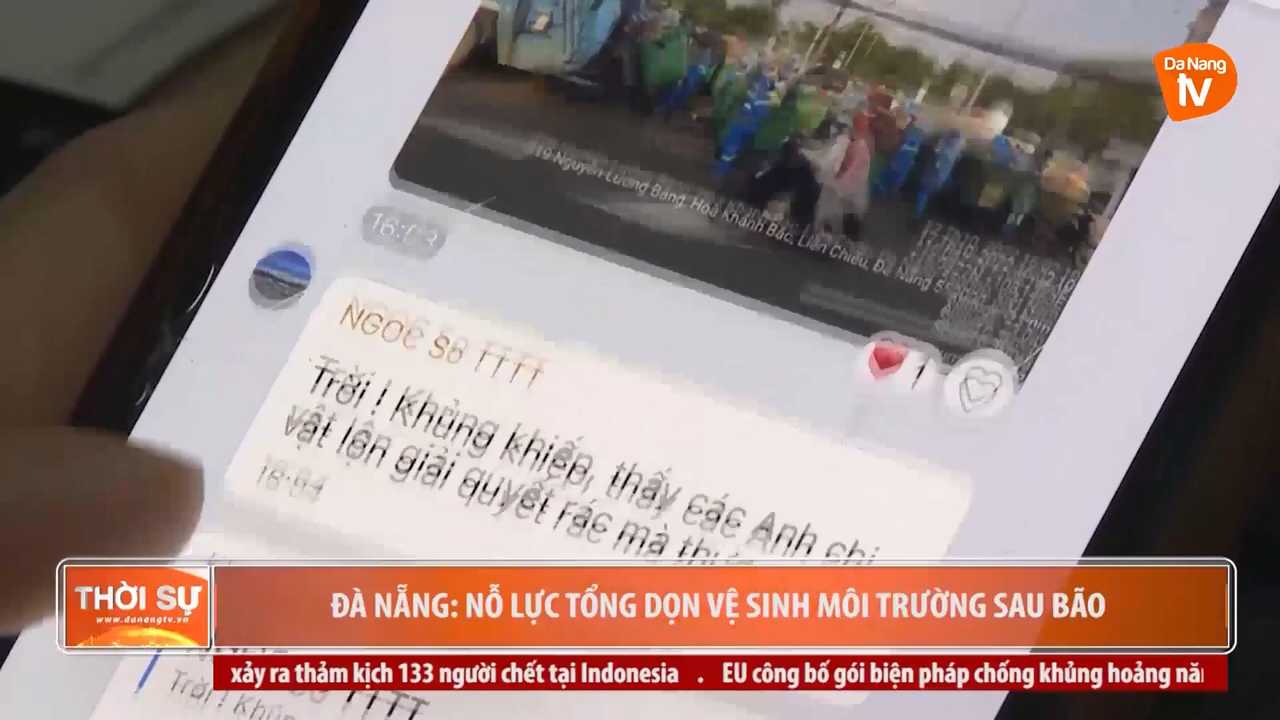 Da Nang
tv
19 Nguyễn Lương Bằng, Hoà Khánh Bắc, Liên Chiểu, Đà Nẵng
16:03
1
Trời ! Khủng khiếp, thấy các Anh chị
vật lộn giải quyết rác mà
16:04
THỜI SỰ
www.danangtv.vn
ĐÀ NẴNG: NỖ LỰC TỔNG DỌN VỆ SINH MÔI TRƯỜNG SAU BÃO
xảy ra thảm kịch 133 người chết tại Indonesia . EU công bố gói biện pháp chống khủng hoảng